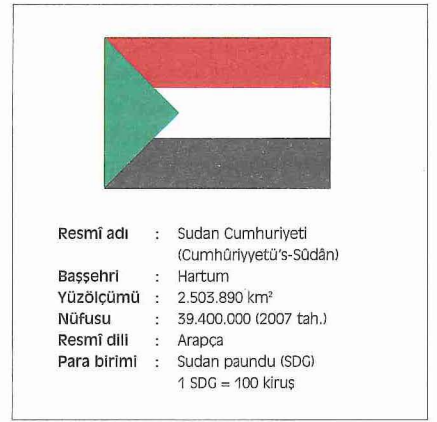 Resmî adı : Sudan Cumhuriyeti
(Cumhûriyyetü's-Sûdân)
Başşehri : Hartum
Yüzölçümü : 2.503.890 km²
Nüfusu : 39.400.000 (2007 tah.)
Resmî dili : Arapça
Para birimi : Sudan paundu (SDG)
1 SDG = 100 kiruş